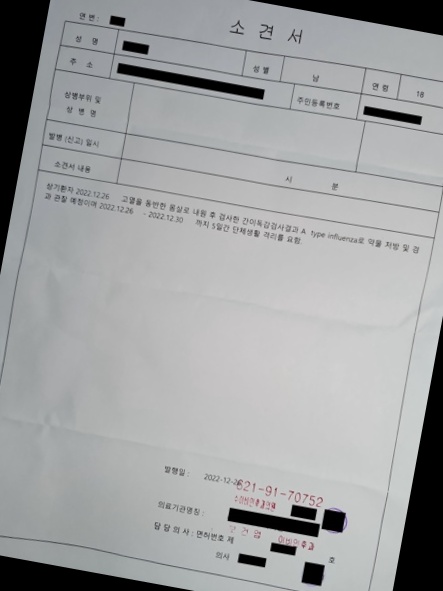 소 견 서
연 번 :
성 명
성 별
남
연 령
18
주 소
주민등록번호
상병부위 및
상 병 명
발병 (신고) 일시
시 분
소견서 내용
상기환자 2022.12.26 고열을 동반한 몸살로 내원 후 검사한 간이독감검사결과 A type influenza로 약물 처방 및 경
과 관찰 예정이며 2022.12.26 - 2022.12.30 까지 5일간 단체생활 격리를 요함.
발행일 : 2022-12-26
621-91-70752
의료기관명칭 :
이비인후과
담 당 의 사 : 면허번호 제 호
의사